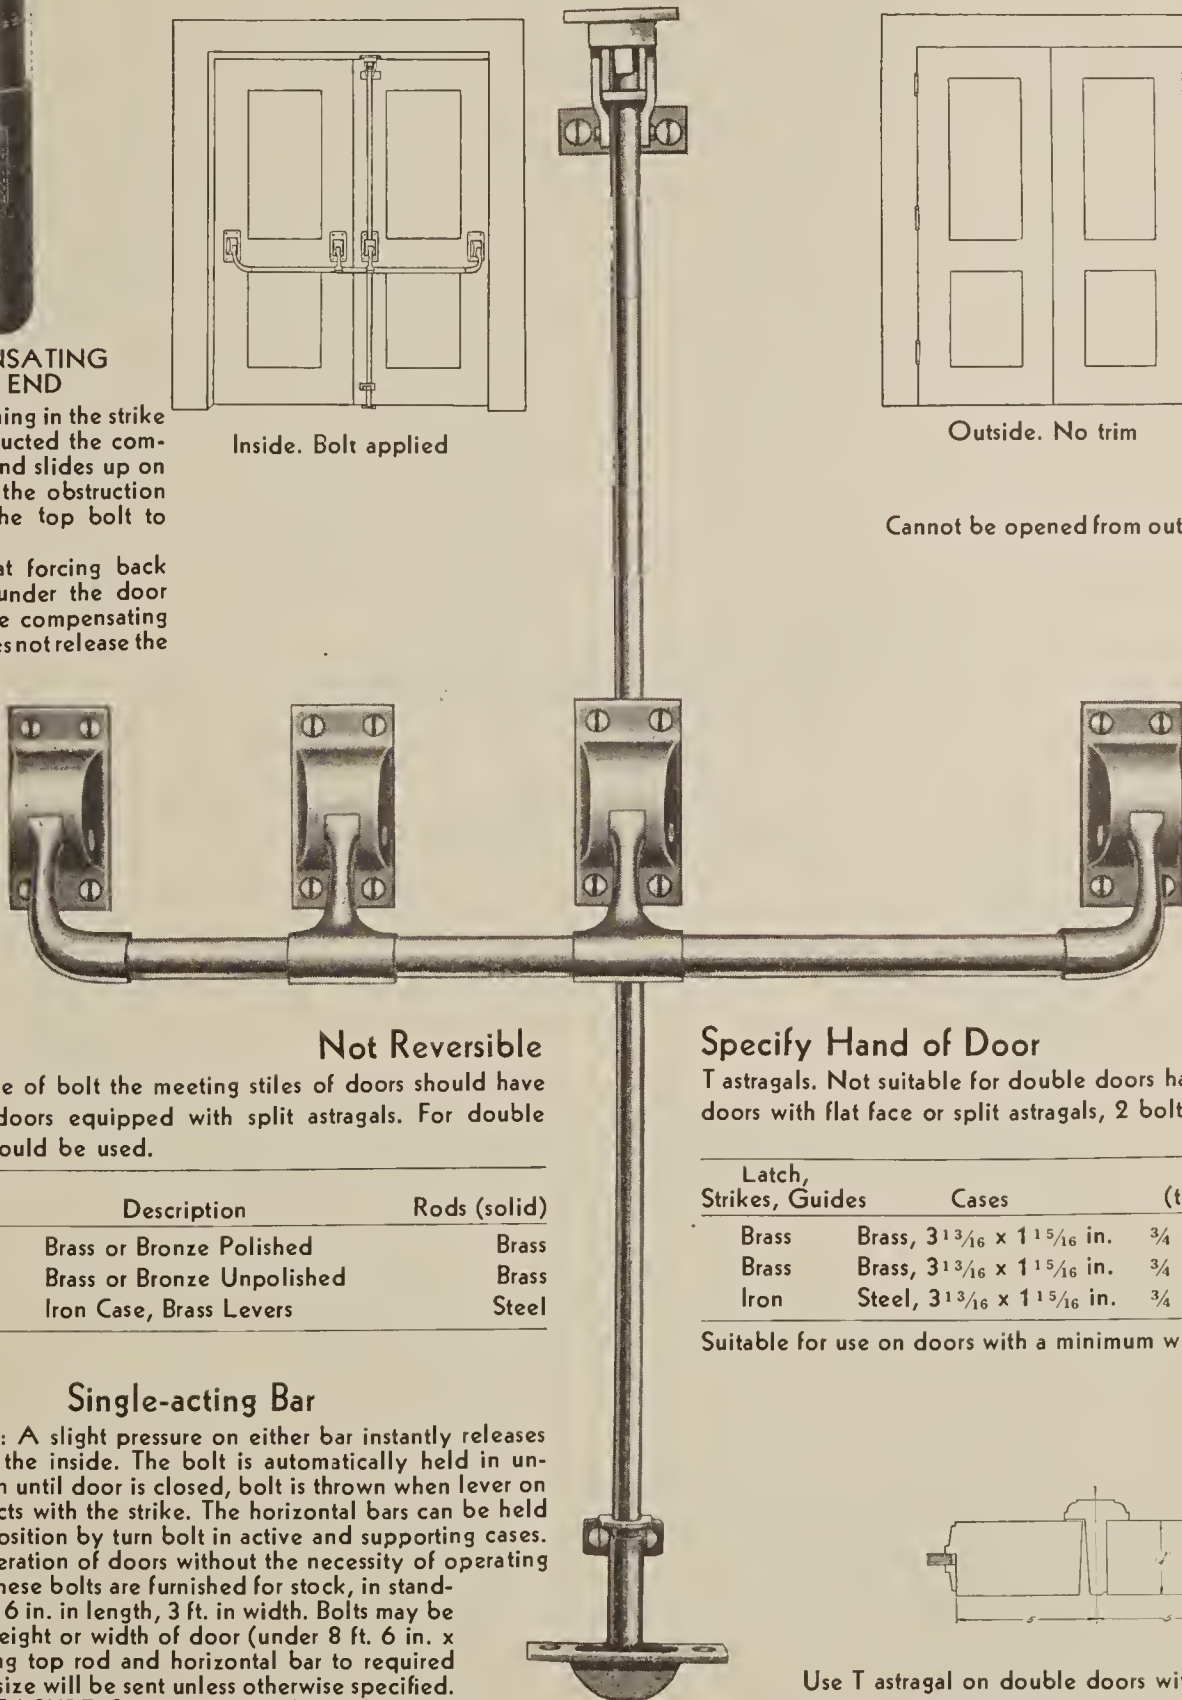 NSATING
END
ning in the strike
ucted the com-
nd slides up on
the obstruction
he top bolt to
at forcing back
under the door
e compensating
es not release the
Inside. Bolt applied
Outside. No trim
Cannot be opened from out
Not Reversible
e of bolt the meeting stiles of doors should have
doors equipped with split astragals. For double
ould be used.
Description Rods (solid)
Brass or Bronze Polished Brass
Brass or Bronze Unpolished Brass
Iron Case, Brass Levers Steel
Specify Hand of Door
T astragals. Not suitable for double doors ha
doors with flat face or split astragals, 2 bolt
Latch,
Strikes, Guides Cases (t
Brass Brass, 3 13/16 x 1 15/16 in. 3/4
Brass Brass, 3 13/16 x 1 15/16 in. 3/4
Iron Steel, 3 13/16 x 1 15/16 in. 3/4
Suitable for use on doors with a minimum w
Single-acting Bar
: A slight pressure on either bar instantly releases
the inside. The bolt is automatically held in un-
n until door is closed, bolt is thrown when lever on
cts with the strike. The horizontal bars can be held
osition by turn bolt in active and supporting cases.
eration of doors without the necessity of operating
hese bolts are furnished for stock, in stand-
6 in. in length, 3 ft. in width. Bolts may be
eight or width of door (under 8 ft. 6 in. x
ng top rod and horizontal bar to required
size will be sent unless otherwise specified.
5 5
Use T astragal on double doors wi